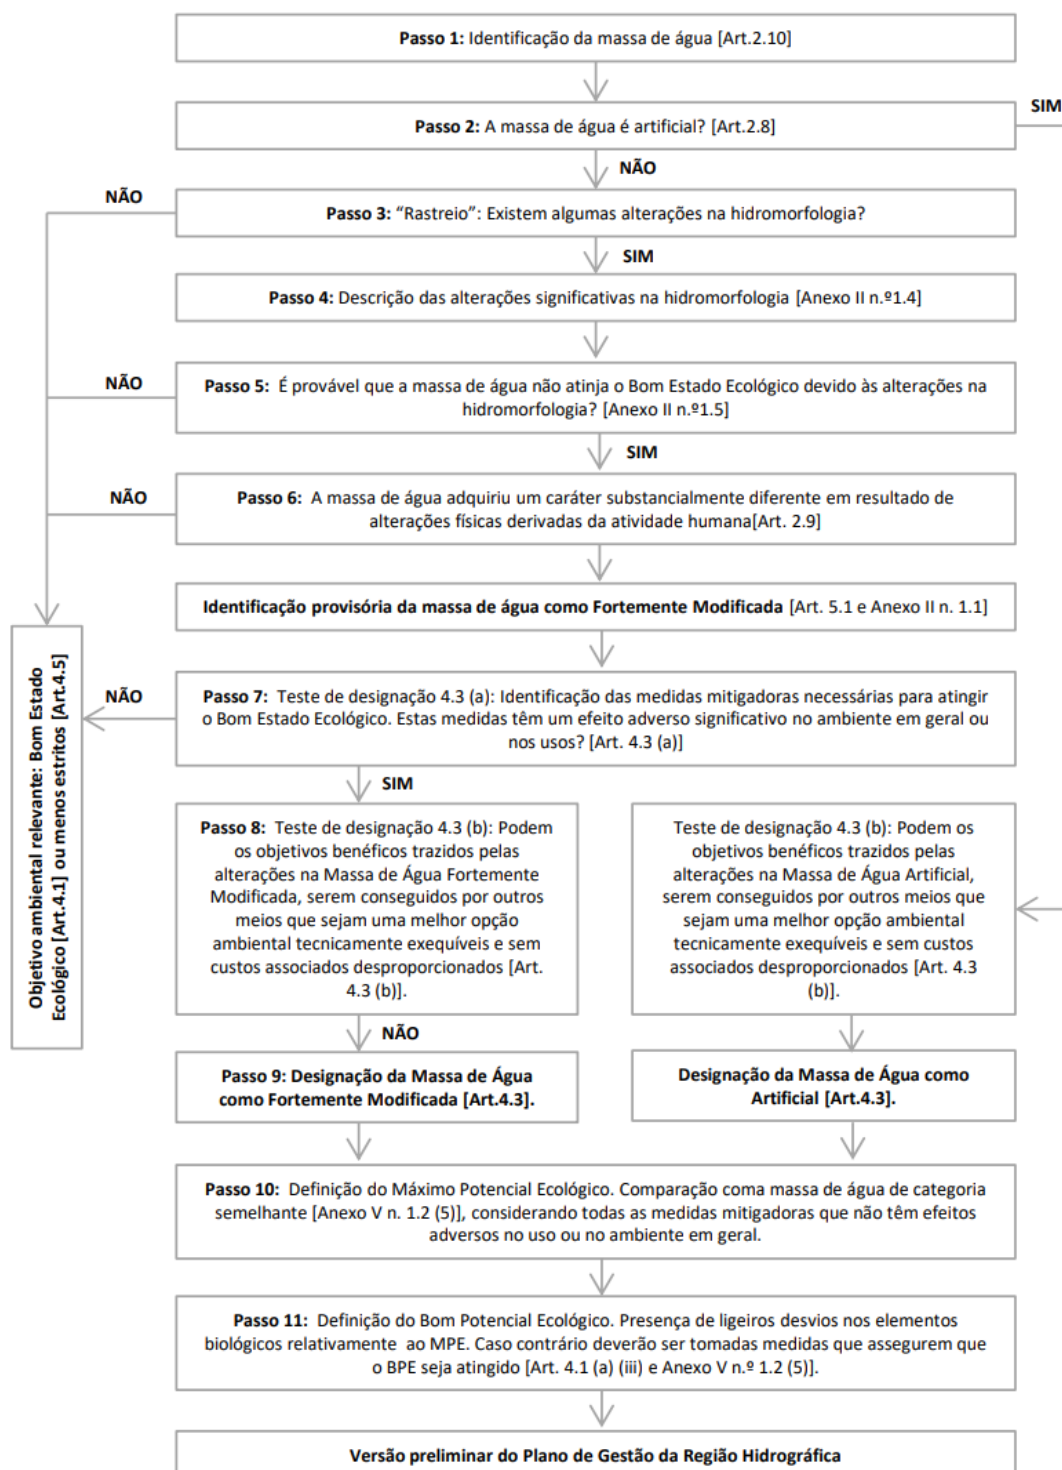 Passo 1: Identificação da massa de água [Art.2.10]
SIM
Passo 2: A massa de água é artificial? [Art.2.8]
NÃO
NÃO
Passo 3: “Rastreio”: Existem algumas alterações na hidromorfologia?
SIM
Passo 4: Descrição das alterações significativas na hidromorfologia [Anexo II n.º1.4]
NÃO
Passo 5: É provável que a massa de água não atinja o Bom Estado Ecológico devido às alterações na
hidromorfologia? [Anexo II n.º1.5]
SIM
NÃO
Passo 6: A massa de água adquiriu um caráter substancialmente diferente em resultado de
alterações físicas derivadas da atividade humana[Art. 2.9]
Identificação provisória da massa de água como Fortemente Modificada [Art. 5.1 e Anexo II n. 1.1]
Objetivo ambiental relevante: Bom Estado
Ecológico [Art.4.1] ou menos estritos [Art.4.5]
NÃO
Passo 7: Teste de designação 4.3 (a): Identificação das medidas mitigadoras necessárias para atingir
o Bom Estado Ecológico. Estas medidas têm um efeito adverso significativo no ambiente em geral ou
nos usos? [Art. 4.3 (a)]
SIM
Passo 8: Teste de designação 4.3 (b): Podem
os objetivos benéficos trazidos pelas
alterações na Massa de Água Fortemente
Modificada, serem conseguidos por outros
meios que sejam uma melhor opção
ambiental tecnicamente exequíveis e sem
custos associados desproporcionados [Art.
4.3 (b)].
Teste de designação 4.3 (b): Podem os
objetivos benéficos trazidos pelas
alterações na Massa de Água Artificial,
serem conseguidos por outros meios que
sejam uma melhor opção ambiental
tecnicamente exequíveis e sem custos
associados desproporcionados [Art. 4.3
(b)].
NÃO
Passo 9: Designação da Massa de Água
como Fortemente Modificada [Art.4.3].
Designação da Massa de Água como
Artificial [Art.4.3].
Passo 10: Definição do Máximo Potencial Ecológico. Comparação coma massa de água de categoria
semelhante [Anexo V n. 1.2 (5)], considerando todas as medidas mitigadoras que não têm efeitos
adversos no uso ou no ambiente em geral.
Passo 11: Definição do Bom Potencial Ecológico. Presença de ligeiros desvios nos elementos
biológicos relativamente ao MPE. Caso contrário deverão ser tomadas medidas que assegurem que
o BPE seja atingido [Art. 4.1 (a) (iii) e Anexo V n.º 1.2 (5)].
Versão preliminar do Plano de Gestão da Região Hidrográfica